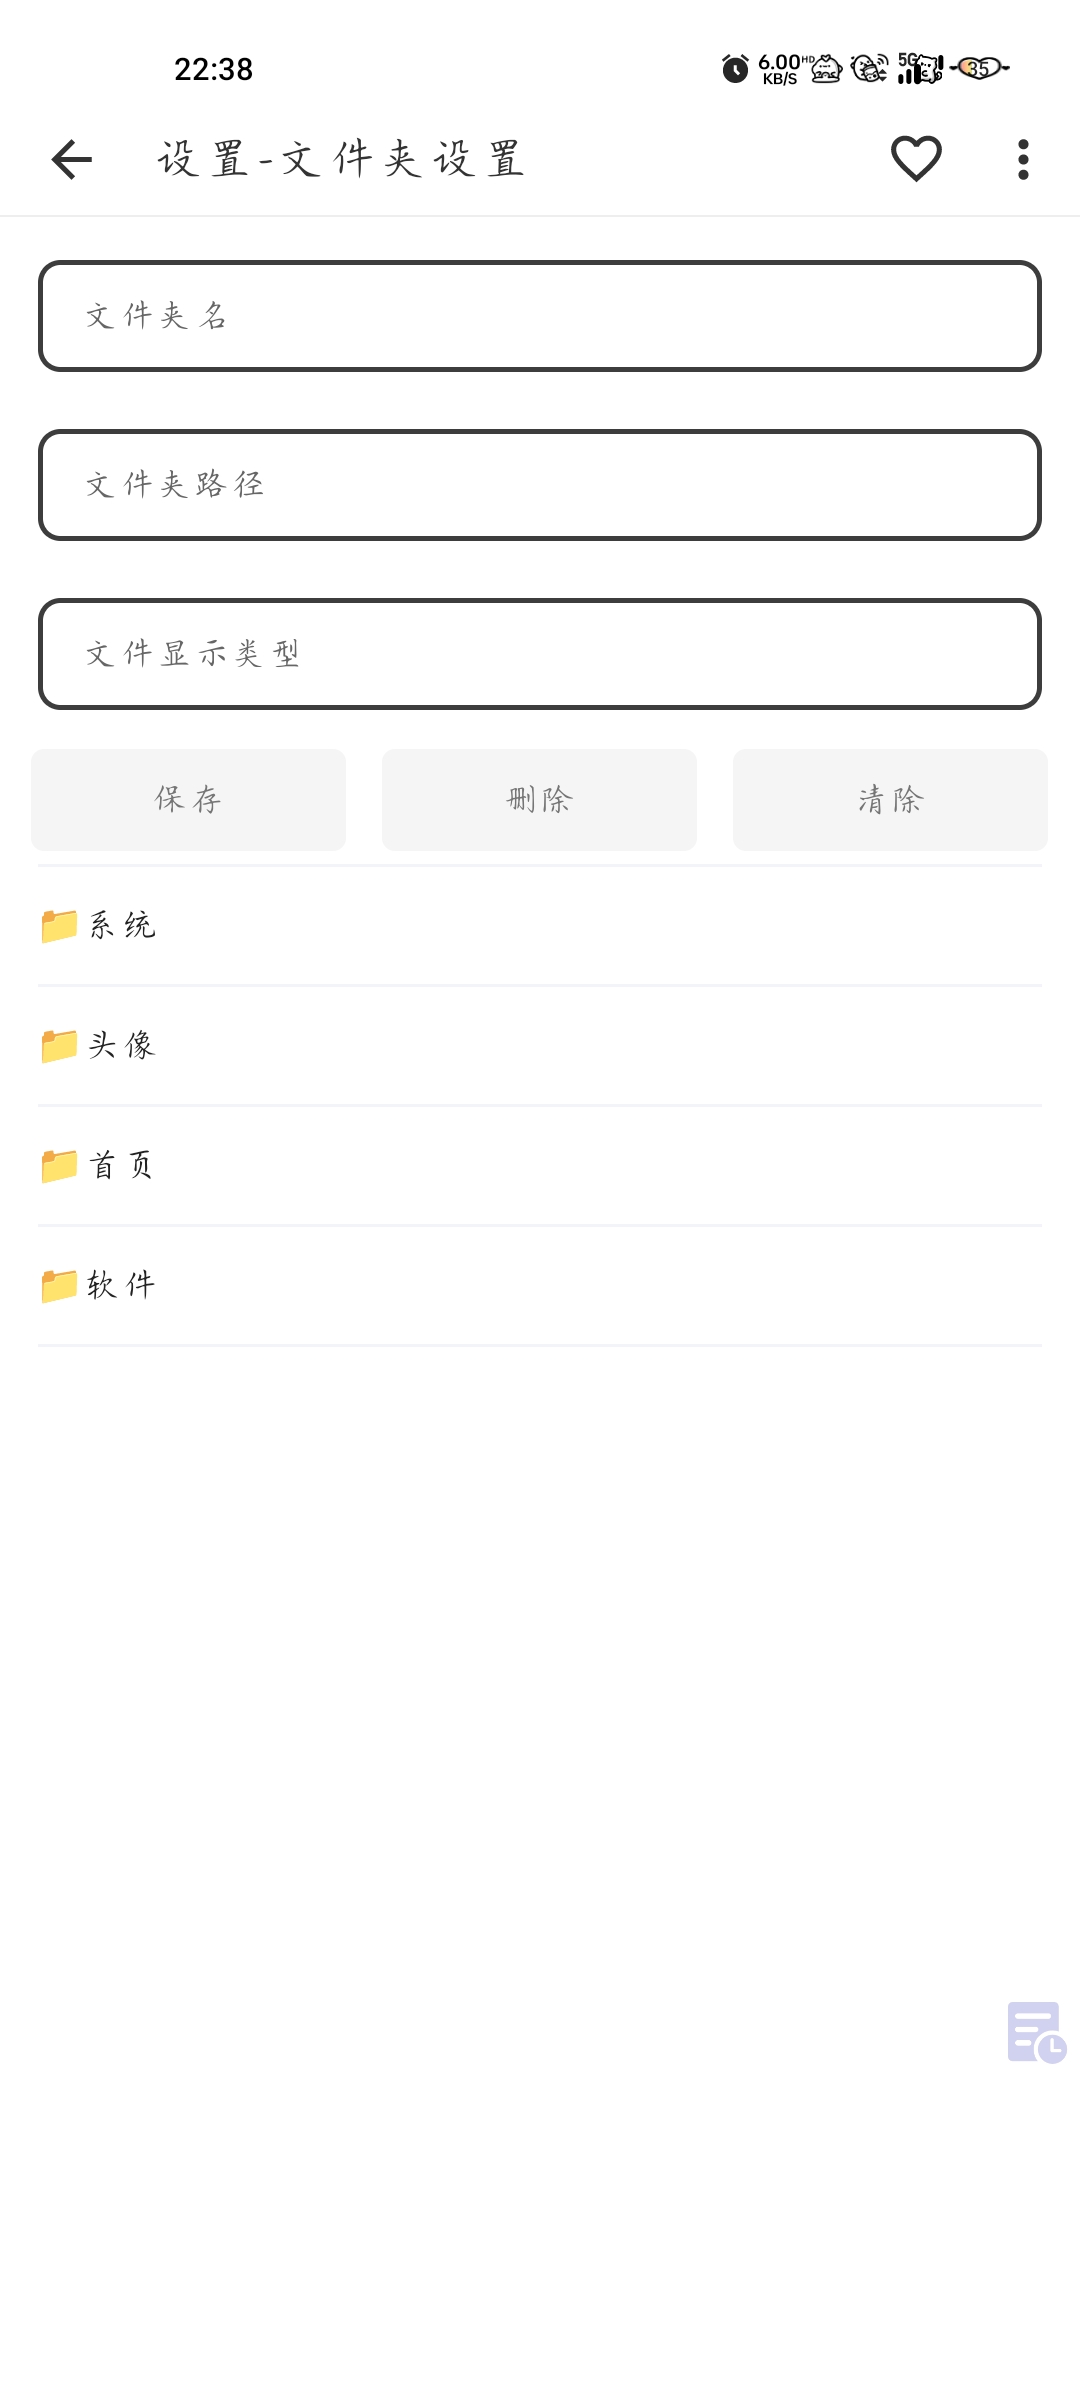 22:38
6.00 HD
KB/S
5G
35
设置-文件夹设置
文件夹名
文件夹路径
文件显示类型
保存 删除 清除
系统
头像
首页
软件